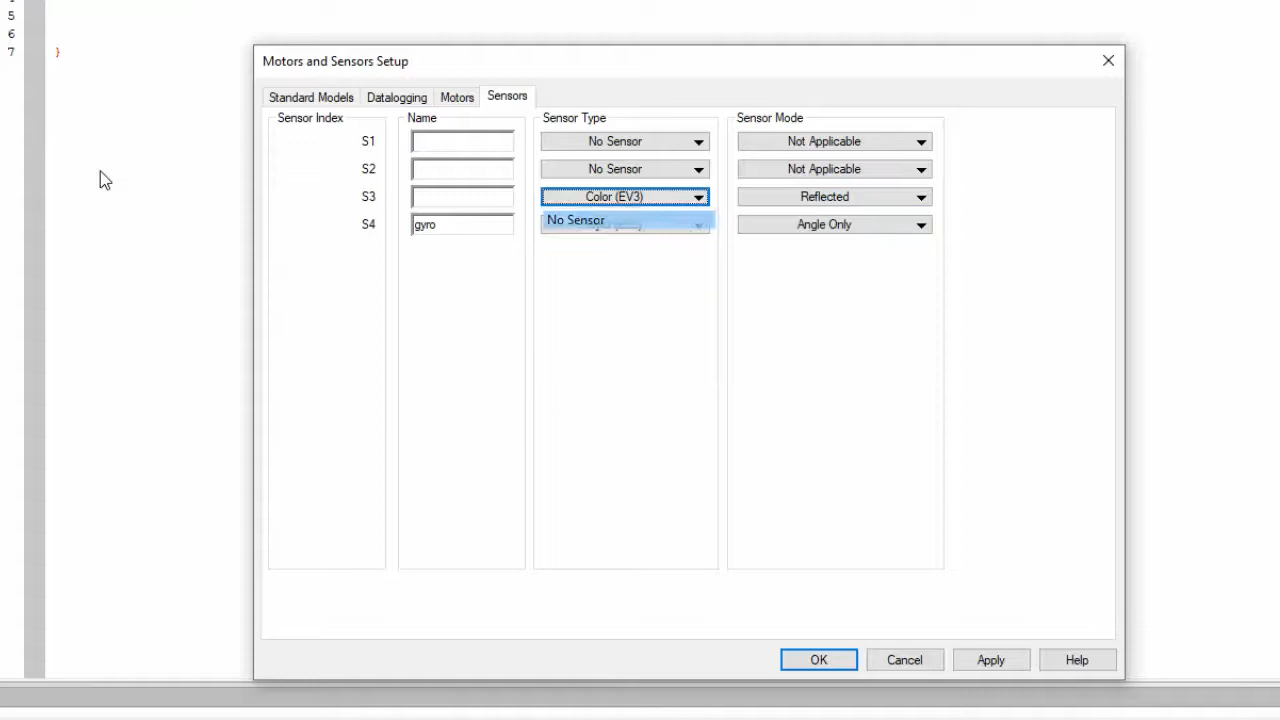 5
6
7 }
Motors and Sensors Setup
Standard Models Datalogging Motors Sensors
Sensor Index Name Sensor Type Sensor Mode
S1 No Sensor Not Applicable
S2 No Sensor Not Applicable
S3 Color (EV3) Reflected
No Sensor
S4 gyro Angle Only
OK Cancel Apply Help